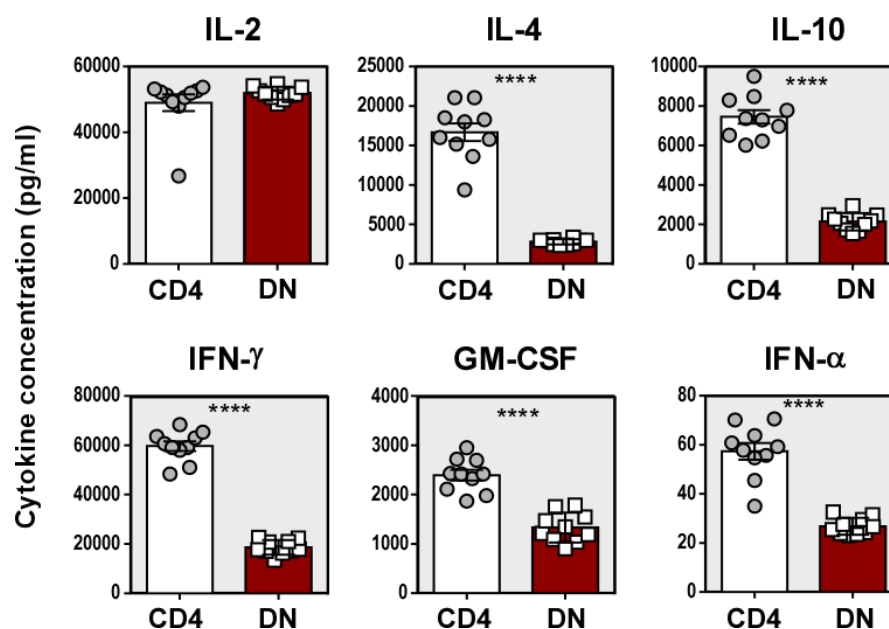 Cytokine concentration (pg/ml)
IL-2
60000
40000
20000
0
CD4 DN
IL-4
****
25000
20000
15000
10000
5000
0
CD4 DN
IL-10
****
10000
8000
6000
4000
2000
0
CD4 DN
IFN-γ
****
80000
60000
40000
20000
0
CD4 DN
GM-CSF
****
4000
3000
2000
1000
0
CD4 DN
IFN-α
****
80
60
40
20
0
CD4 DN